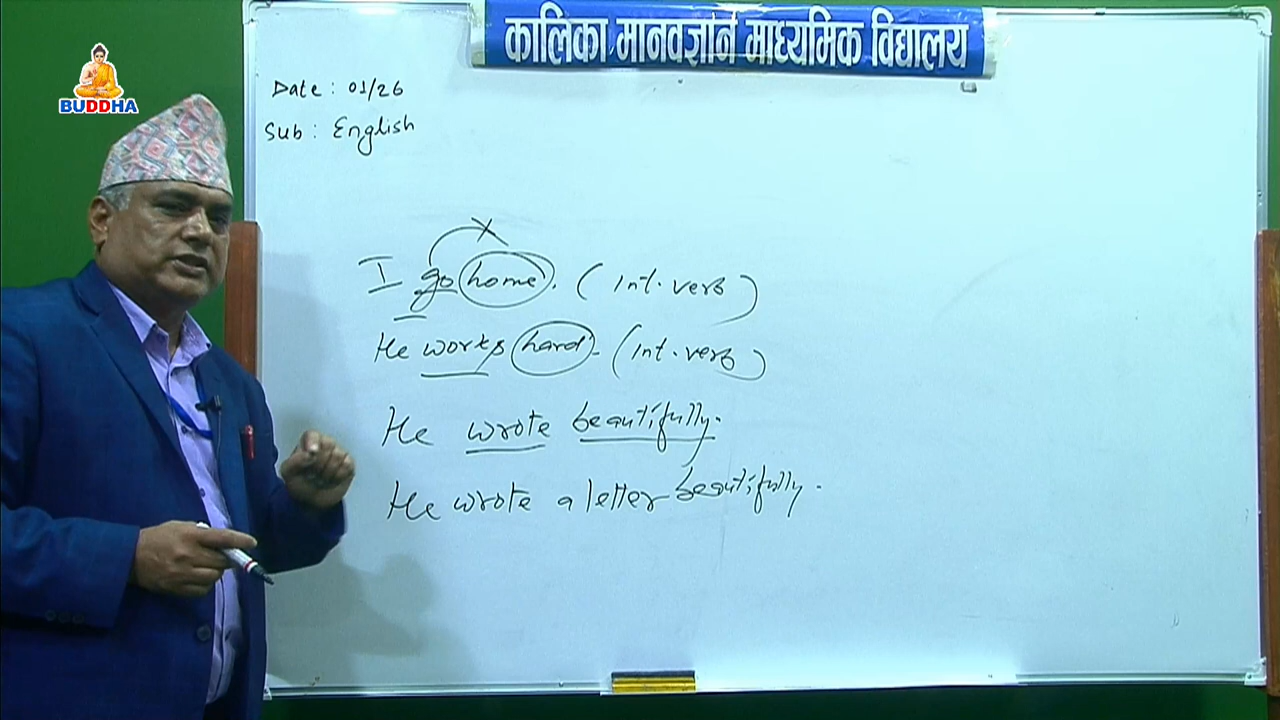 BUDDHA
कालिका मानवज्ञान माध्यमिक विद्यालय
Date : 01/26
Sub : English
I go home. (int. verb)
He works hard. (int. verb)
He wrote beautifully.
He wrote a letter beautifully.